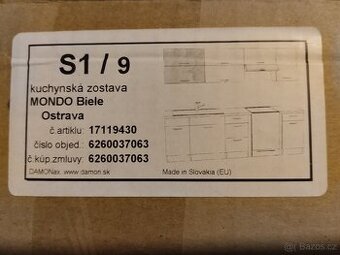 S1 / 9
kuchynská zostava
MONDO Biele
Ostrava
č.artiklu: 17119430
číslo objed.: 6260037063
č.kúp.zmluvy: 6260037063
DAMONax. www.damon.sk
Made in Slovakia (EU)
© Bazos.cz